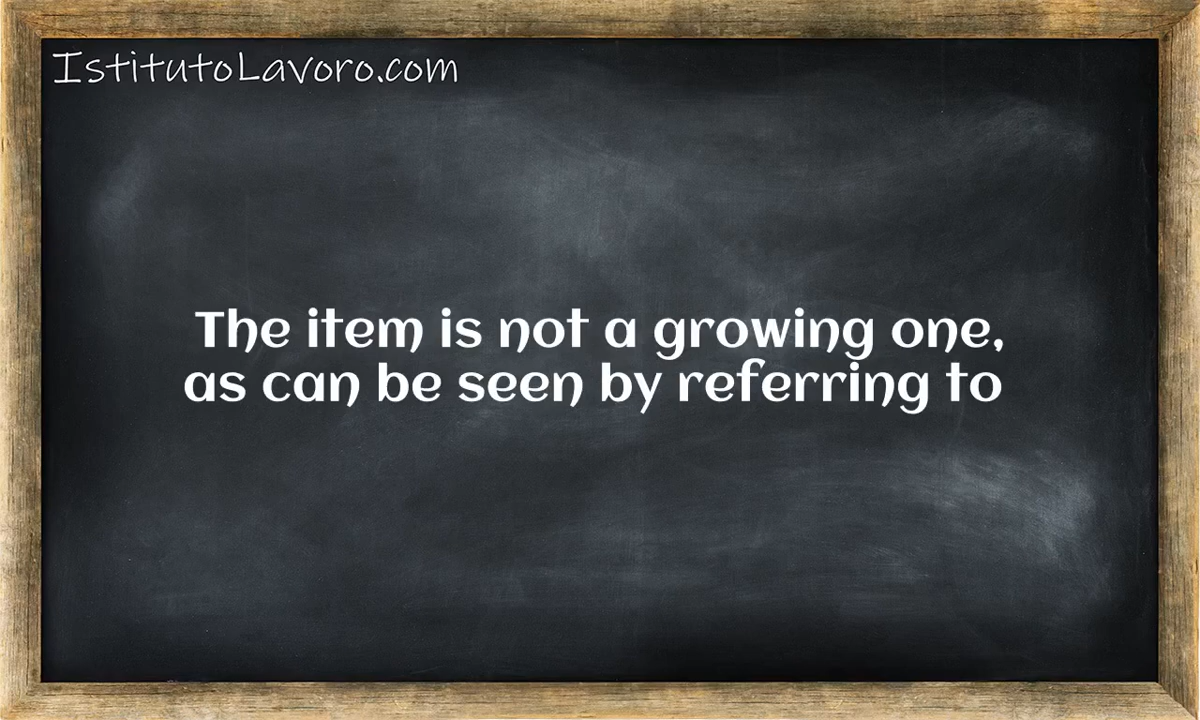 IstitutoLavoro.com
The item is not a growing one,
as can be seen by referring to